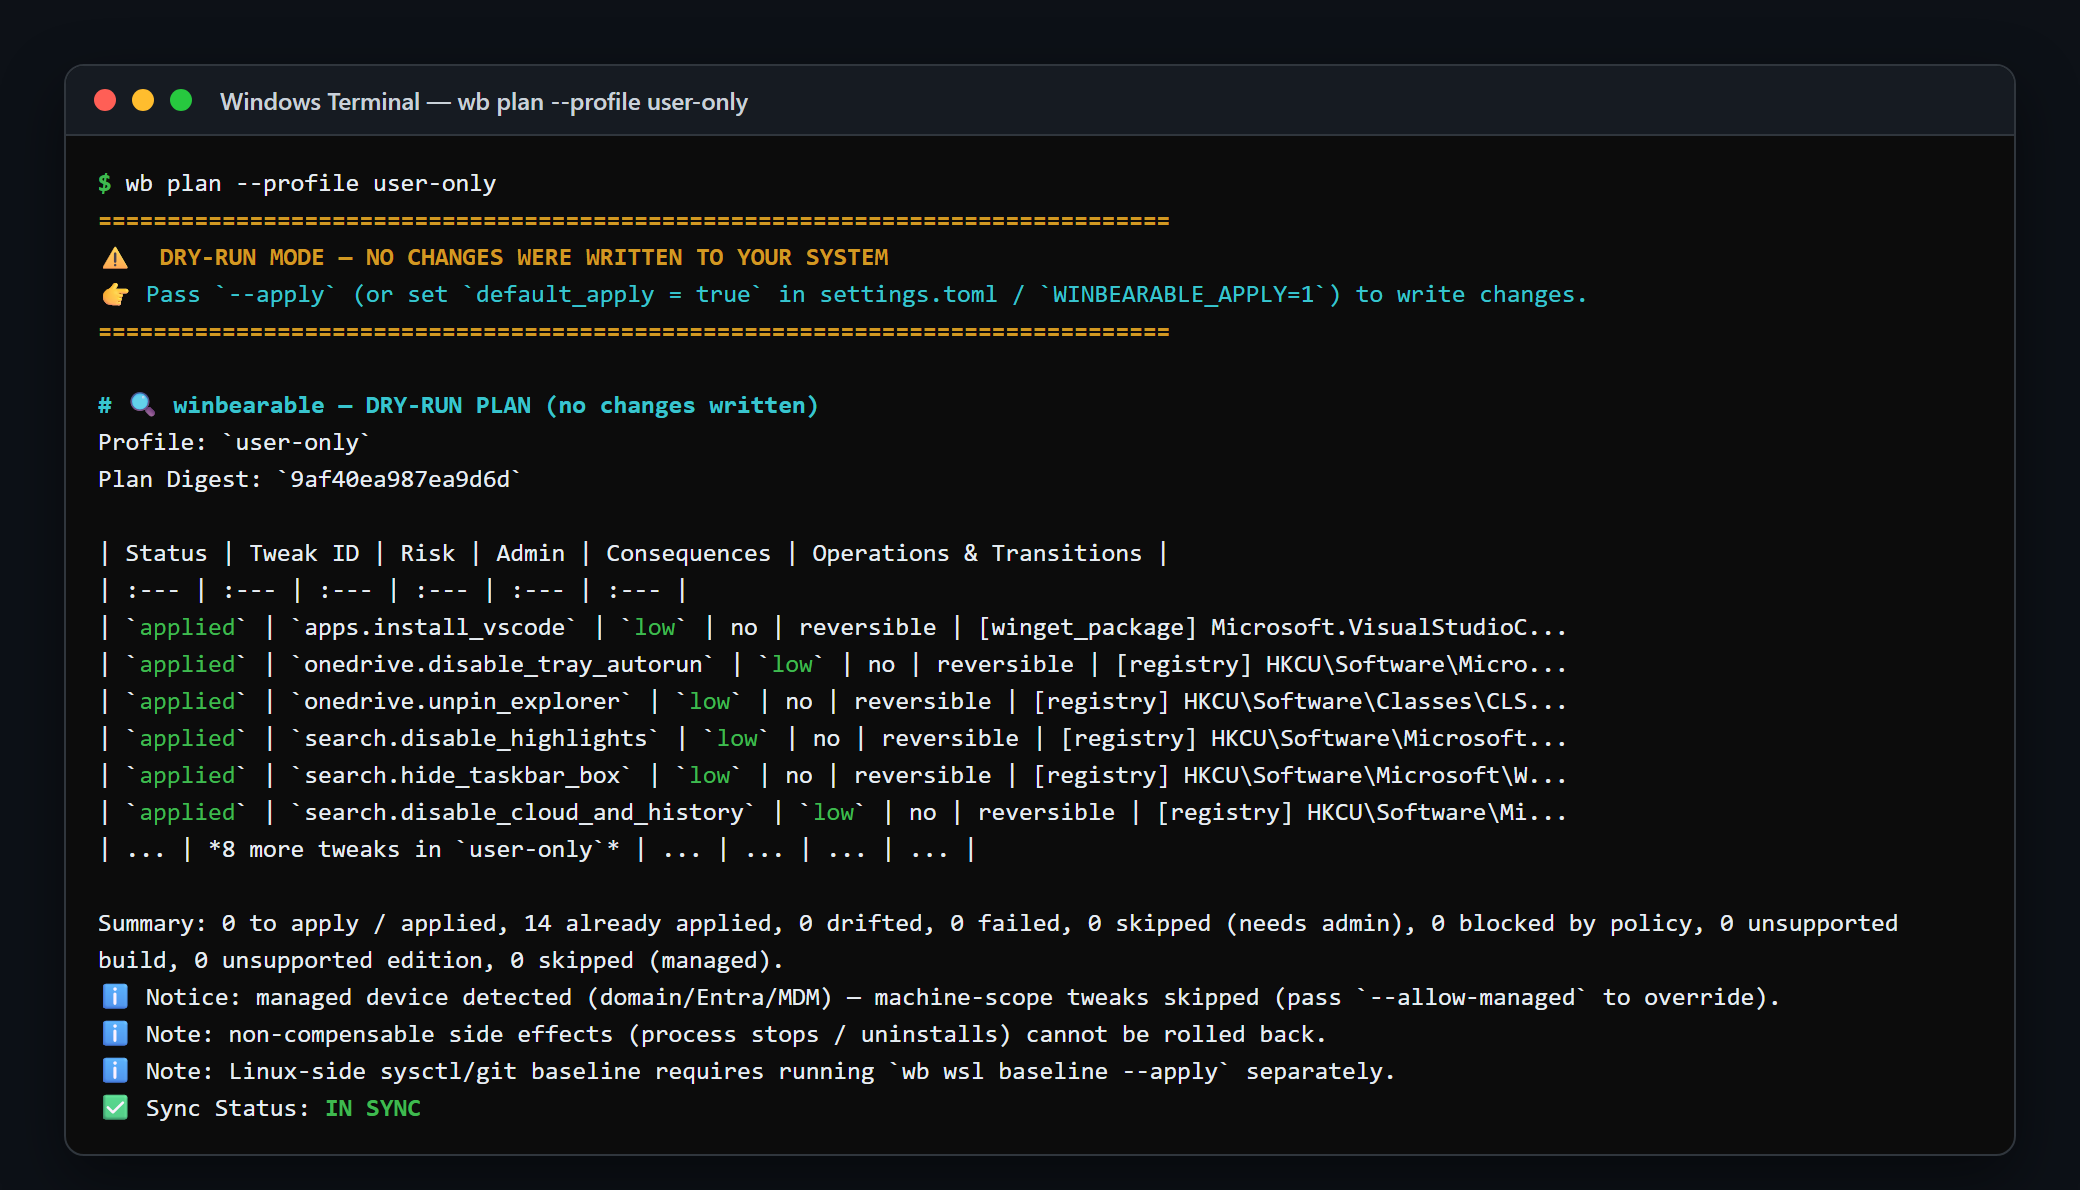 Windows Terminal — wb plan --profile user-only
$ wb plan --profile user-only
==============================================================================
⚠️  DRY-RUN MODE — NO CHANGES WERE WRITTEN TO YOUR SYSTEM
👉 Pass `--apply` (or set `default_apply = true` in settings.toml / `WINBEARABLE_APPLY=1`) to write changes.
==============================================================================
# 🔍 winbearable — DRY-RUN PLAN (no changes written)
Profile: `user-only`
Plan Digest: `9af40ea987ea9d6d`
| Status | Tweak ID | Risk | Admin | Consequences | Operations & Transitions |
| :--- | :--- | :--- | :--- | :--- | :--- |
| `applied` | `apps.install_vscode` | `low` | no | reversible | [winget_package] Microsoft.VisualStudioC...
| `applied` | `onedrive.disable_tray_autorun` | `low` | no | reversible | [registry] HKCU\Software\Micro...
| `applied` | `onedrive.unpin_explorer` | `low` | no | reversible | [registry] HKCU\Software\Classes\CLS...
| `applied` | `search.disable_highlights` | `low` | no | reversible | [registry] HKCU\Software\Microsoft...
| `applied` | `search.hide_taskbar_box` | `low` | no | reversible | [registry] HKCU\Software\Microsoft\W...
| `applied` | `search.disable_cloud_and_history` | `low` | no | reversible | [registry] HKCU\Software\Mi...
| ... | *8 more tweaks in `user-only`* | ... | ... | ... | ... |
Summary: 0 to apply / applied, 14 already applied, 0 drifted, 0 failed, 0 skipped (needs admin), 0 blocked by policy, 0 unsupported
build, 0 unsupported edition, 0 skipped (managed).
ℹ️ Notice: managed device detected (domain/Entra/MDM) — machine-scope tweaks skipped (pass `--allow-managed` to override).
ℹ️ Note: non-compensable side effects (process stops / uninstalls) cannot be rolled back.
ℹ️ Note: Linux-side sysctl/git baseline requires running `wb wsl baseline --apply` separately.
✅ Sync Status: IN SYNC